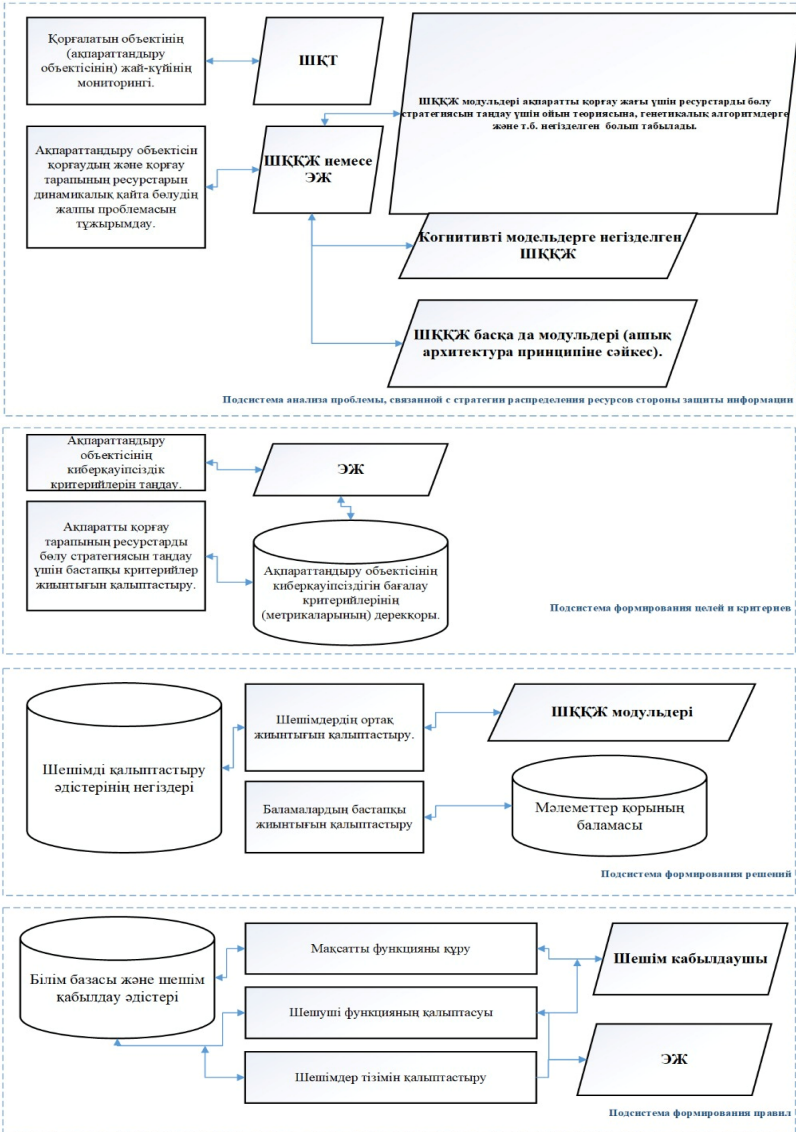 Қорғалатын объектінің
(ақпараттандыру
объектісінің) жай-күйінің
мониторингі.
ШҚТ
ШҚҚЖ модульдері ақпаратты қорғау жағы үшін ресурстарды бөлу
стратегиясын таңдау үшін ойын теориясына, генетикалық алгоритмдерге
және т.б. негізделген болып табылады.
Ақпараттандыру объектісін
қорғаудың және қорғау
тарапының ресурстарын
динамикалық қайта бөлудің
жалпы проблемасын
тұжырымдау.
ШҚҚЖ немесе
ЭЖ
Когнитивті модельдерге негізделген
ШҚҚЖ
ШҚҚЖ басқа да модульдері (ашық
архитектура принципіне сәйкес).
Подсистема анализа проблемы, связанной с стратегии распределения ресурсов стороны защиты информации
Ақпараттандыру
объектісінің
киберқауіпсіздік
критерийлерін таңдау.
ЭЖ
Ақпаратты қорғау
тарапының ресурстарды
бөлу стратегиясын таңдау
үшін бастапқы критерийлер
жиынтығын қалыптастыру.
Ақпараттандыру объектісінің
киберқауіпсіздігін бағалау
критерийлерінің
(метрикаларының) дерекқоры.
Подсистема формирования целей и критериев
Шешімді қалыптастыру
әдістерінің негіздері
Шешімдердің ортақ
жиынтығын қалыптастыру.
ШҚҚЖ модульдері
Баламалардың бастапқы
жиынтығын қалыптастыру
Мәлеметтер қорының
баламасы
Подсистема формирования решений
Білім базасы және шешім
қабылдау әдістері
Мақсатты функцияны құру
Шешуші функцияның қалыптасуы
Шешімдер тізімін қалыптастыру
Шешім қабылдаушы
ЭЖ
Подсистема формирования правил